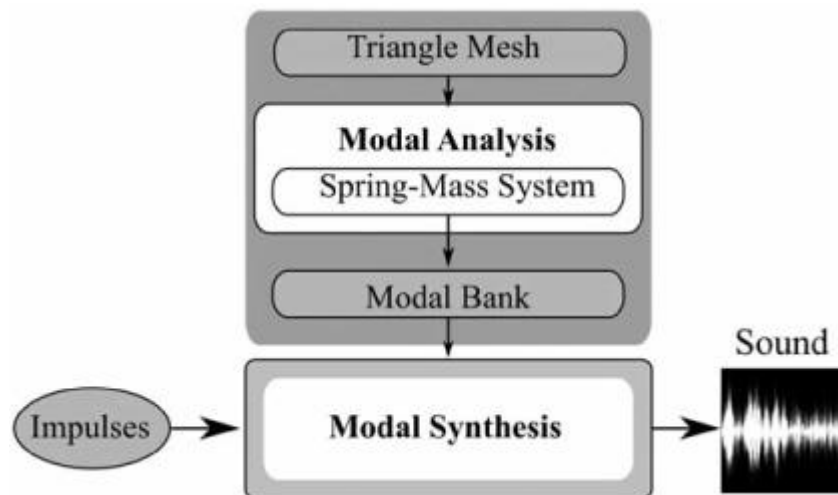 Triangle Mesh
Modal Analysis
Spring-Mass System
Modal Bank
Sound
Impulses
Modal Synthesis